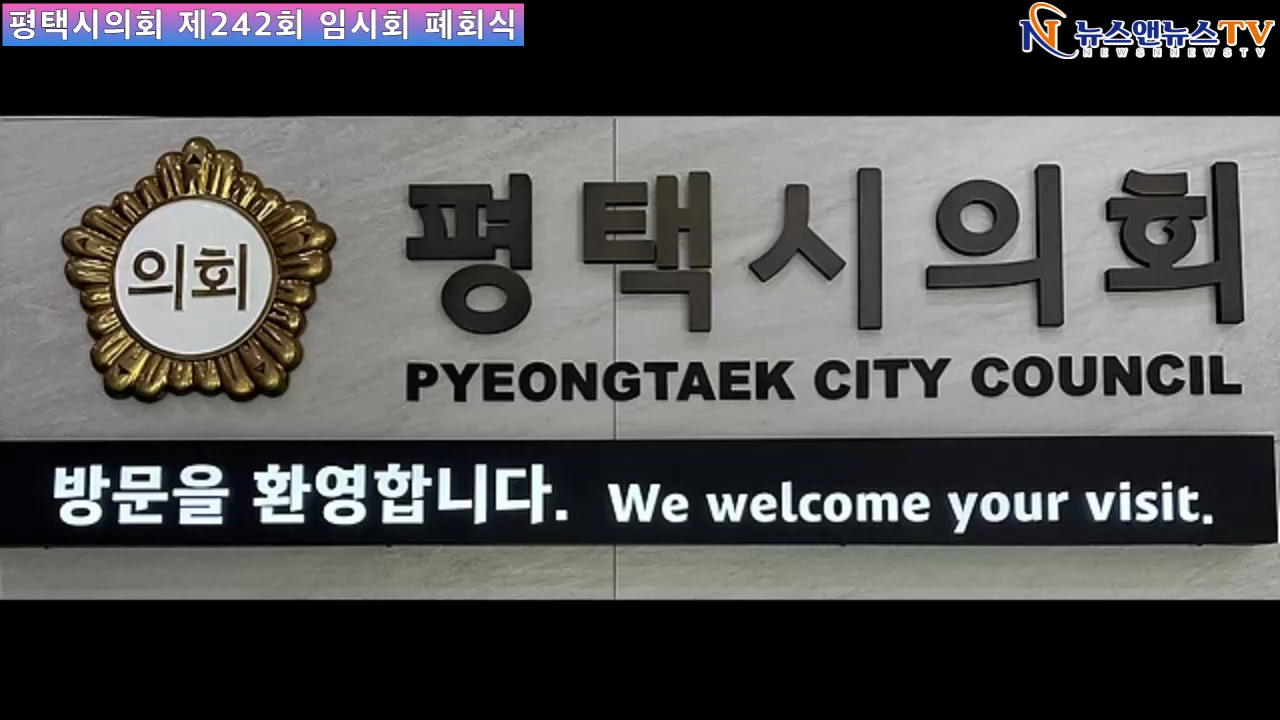 평택시의회 제242회 임시회 폐회식
뉴스앤뉴스TV
NEWSNNEWSTV
의회
평택시의회
PYEONGTAEK CITY COUNCIL
방문을 환영합니다. We welcome your visit.